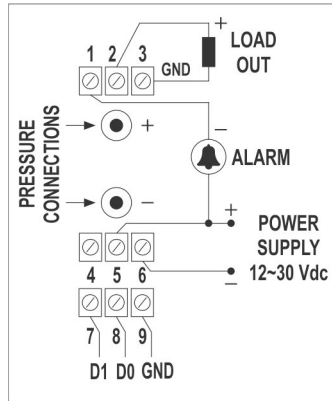 +
LOAD
OUT
1 2 3
GND
PRESSURE
CONNECTIONS
+
−
ALARM
−
+
POWER
SUPPLY
12~30 Vdc
−
4 5 6
7 8 9
D1 D0 GND